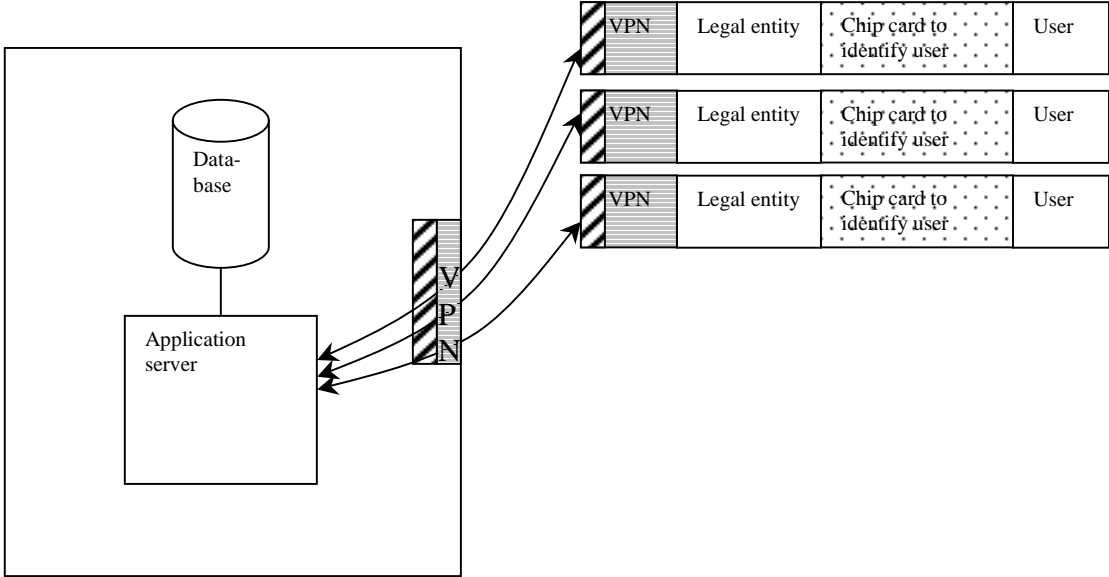 VPN Legal entity Chip card to identify user User
VPN Legal entity Chip card to identify user User
VPN Legal entity Chip card to identify user User
Data-
base
V
P
N
Application
server